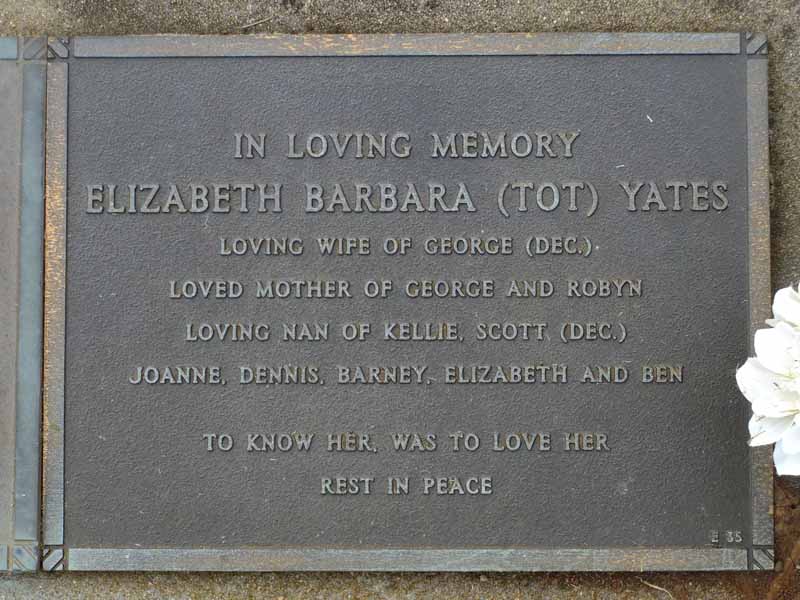 IN LOVING MEMORY
ELIZABETH BARBARA (TOT) YATES
LOVING WIFE OF GEORGE (DEC.)
LOVED MOTHER OF GEORGE AND ROBYN
LOVING NAN OF KELLIE, SCOTT (DEC.)
JOANNE, DENNIS, BARNEY, ELIZABETH AND BEN
TO KNOW HER, WAS TO LOVE HER
REST IN PEACE
E 35